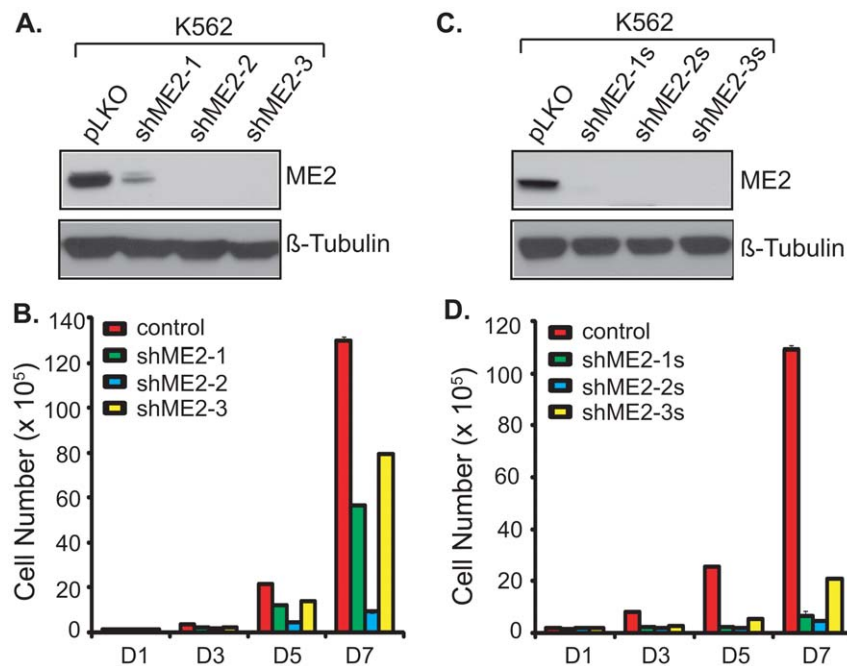 A.
K562
pLKO
shME2-1
shME2-2
shME2-3
ME2
ß-Tubulin
C.
K562
pLKO
shME2-1s
shME2-2s
shME2-3s
ME2
ß-Tubulin
B.
Cell Number (x 10⁵)
140
120
100
80
60
40
20
0
control
shME2-1
shME2-2
shME2-3
D1 D3 D5 D7
D.
Cell Number (x 10⁵)
120
100
80
60
40
20
0
control
shME2-1s
shME2-2s
shME2-3s
D1 D3 D5 D7